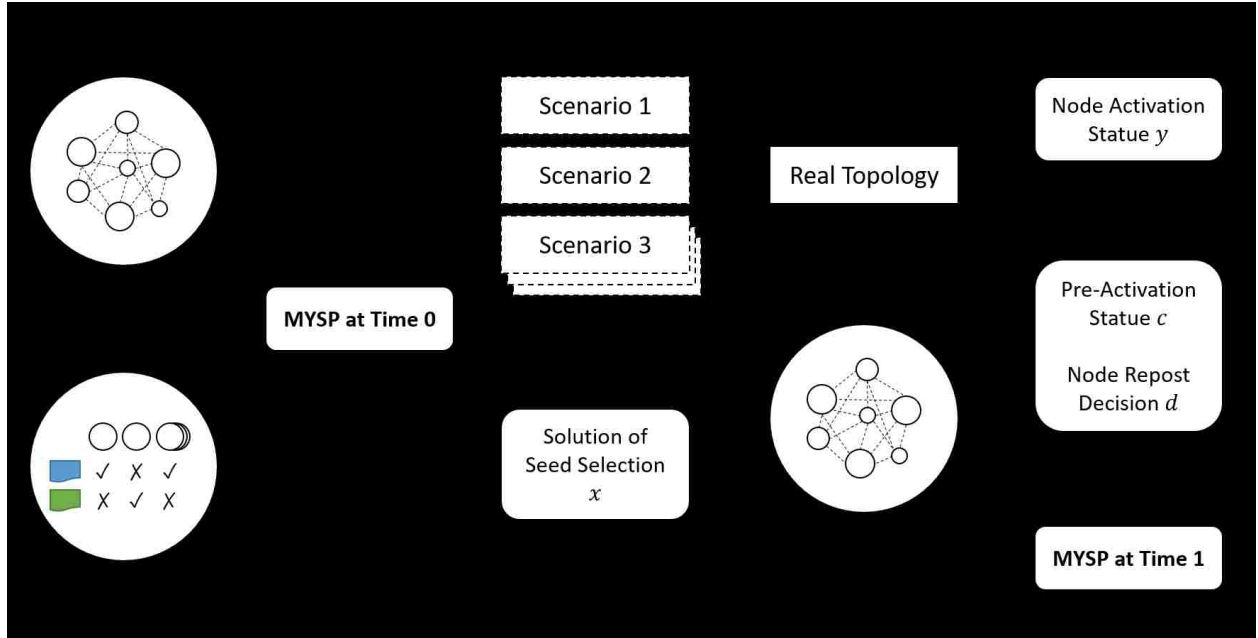 Scenario 1
Scenario 2
Scenario 3
MYSP at Time 0
Solution of
Seed Selection
x
Real Topology
Node Activation
Statue y
Pre-Activation
Statue c
Node Repost
Decision d
MYSP at Time 1